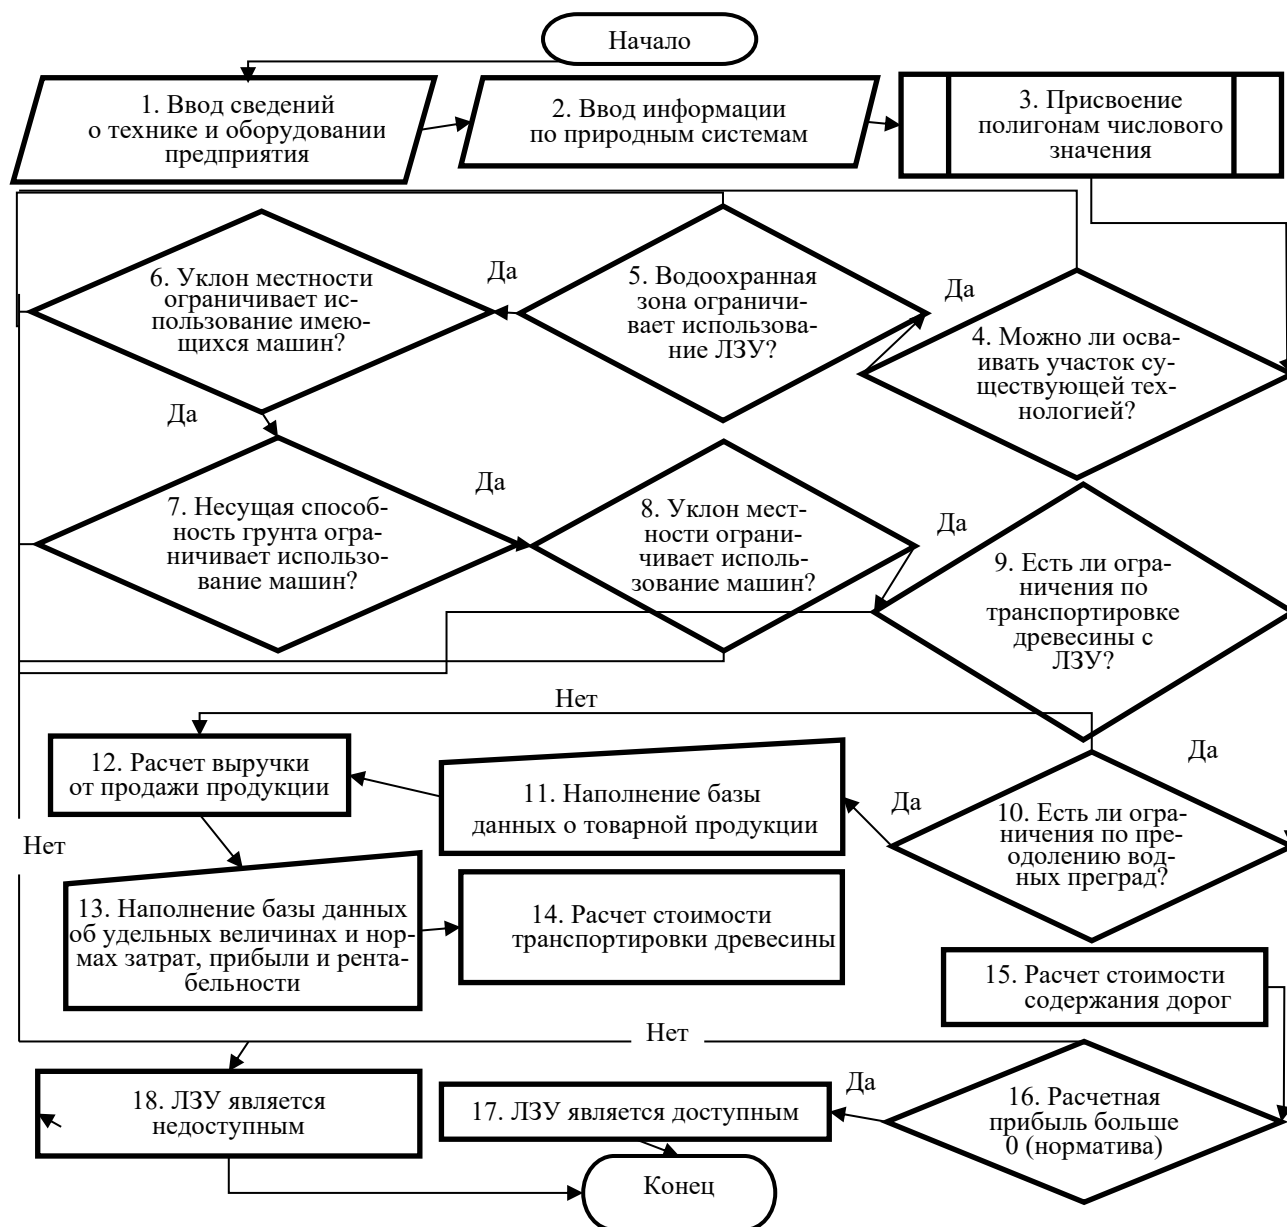 Начало
1. Ввод сведений
о технике и оборудовании
предприятия
2. Ввод информации
по природным системам
3. Присвоение
полигонам числового
значения
6. Уклон местности
ограничивает ис-
пользование имею-
щихся машин?
Да
5. Водоохранная
зона ограничи-
вает использова-
ние ЛЗУ?
Да
4. Можно ли осва-
ивать участок су-
ществующей тех-
нологией?
Да
7. Несущая способ-
ность грунта огра-
ничивает использо-
вание машин?
Да
8. Уклон мест-
ности ограни-
чивает исполь-
зование машин?
Да
9. Есть ли огра-
ничения по
транспортировке
древесины с
ЛЗУ?
Нет
Да
12. Расчет выручки
от продажи продукции
11. Наполнение базы
данных о товарной продукции
Да
10. Есть ли огра-
ничения по пре-
одолению вод-
ных преград?
Нет
13. Наполнение базы данных
об удельных величинах и нор-
мах затрат, прибыли и рента-
бельности
14. Расчет стоимости
транспортировки древесины
15. Расчет стоимости
содержания дорог
Нет
18. ЛЗУ является
недоступным
17. ЛЗУ является доступным
Да
16. Расчетная
прибыль больше
0 (норматива)
Конец